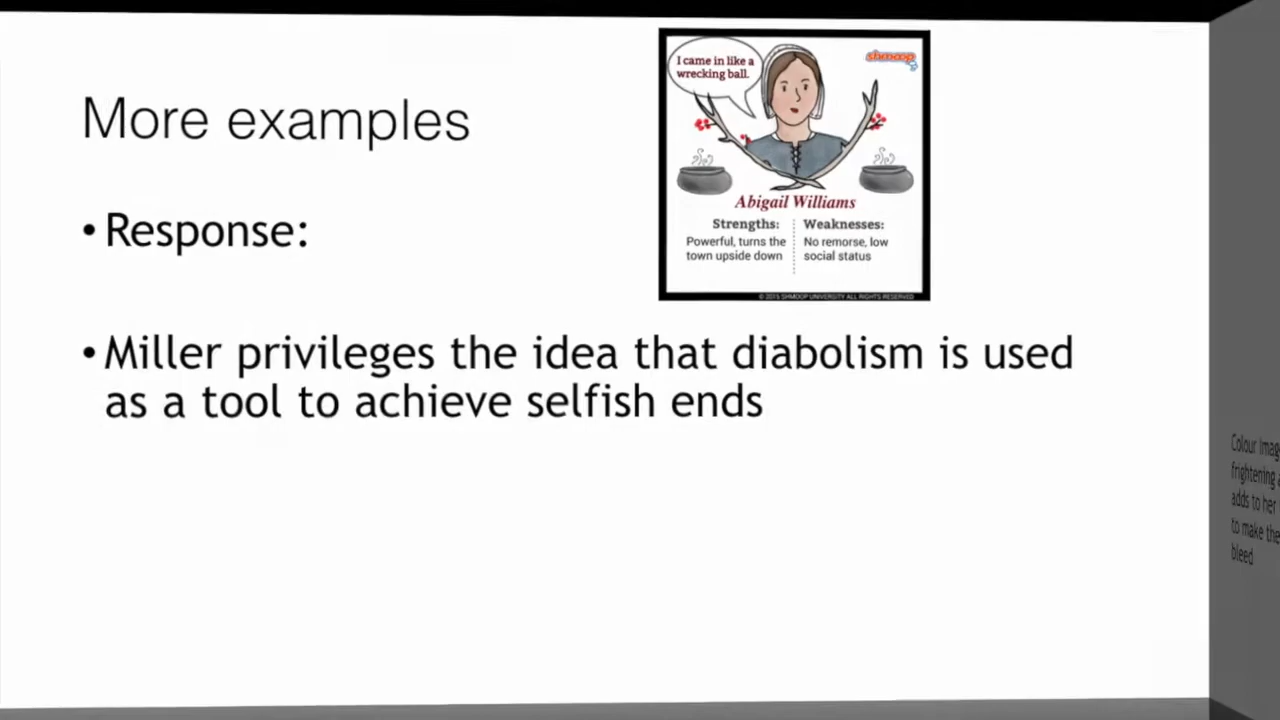 More examples
I came in like a
wrecking ball.
shmoop
Abigail Williams
Strengths:
Powerful, turns the
town upside down
Weaknesses:
No remorse, low
social status
© 2015 SHMOOP UNIVERSITY ALL RIGHTS RESERVED
• Response:
• Miller privileges the idea that diabolism is used
as a tool to achieve selfish ends
Colour
frightening
adds to her
to make
bleed